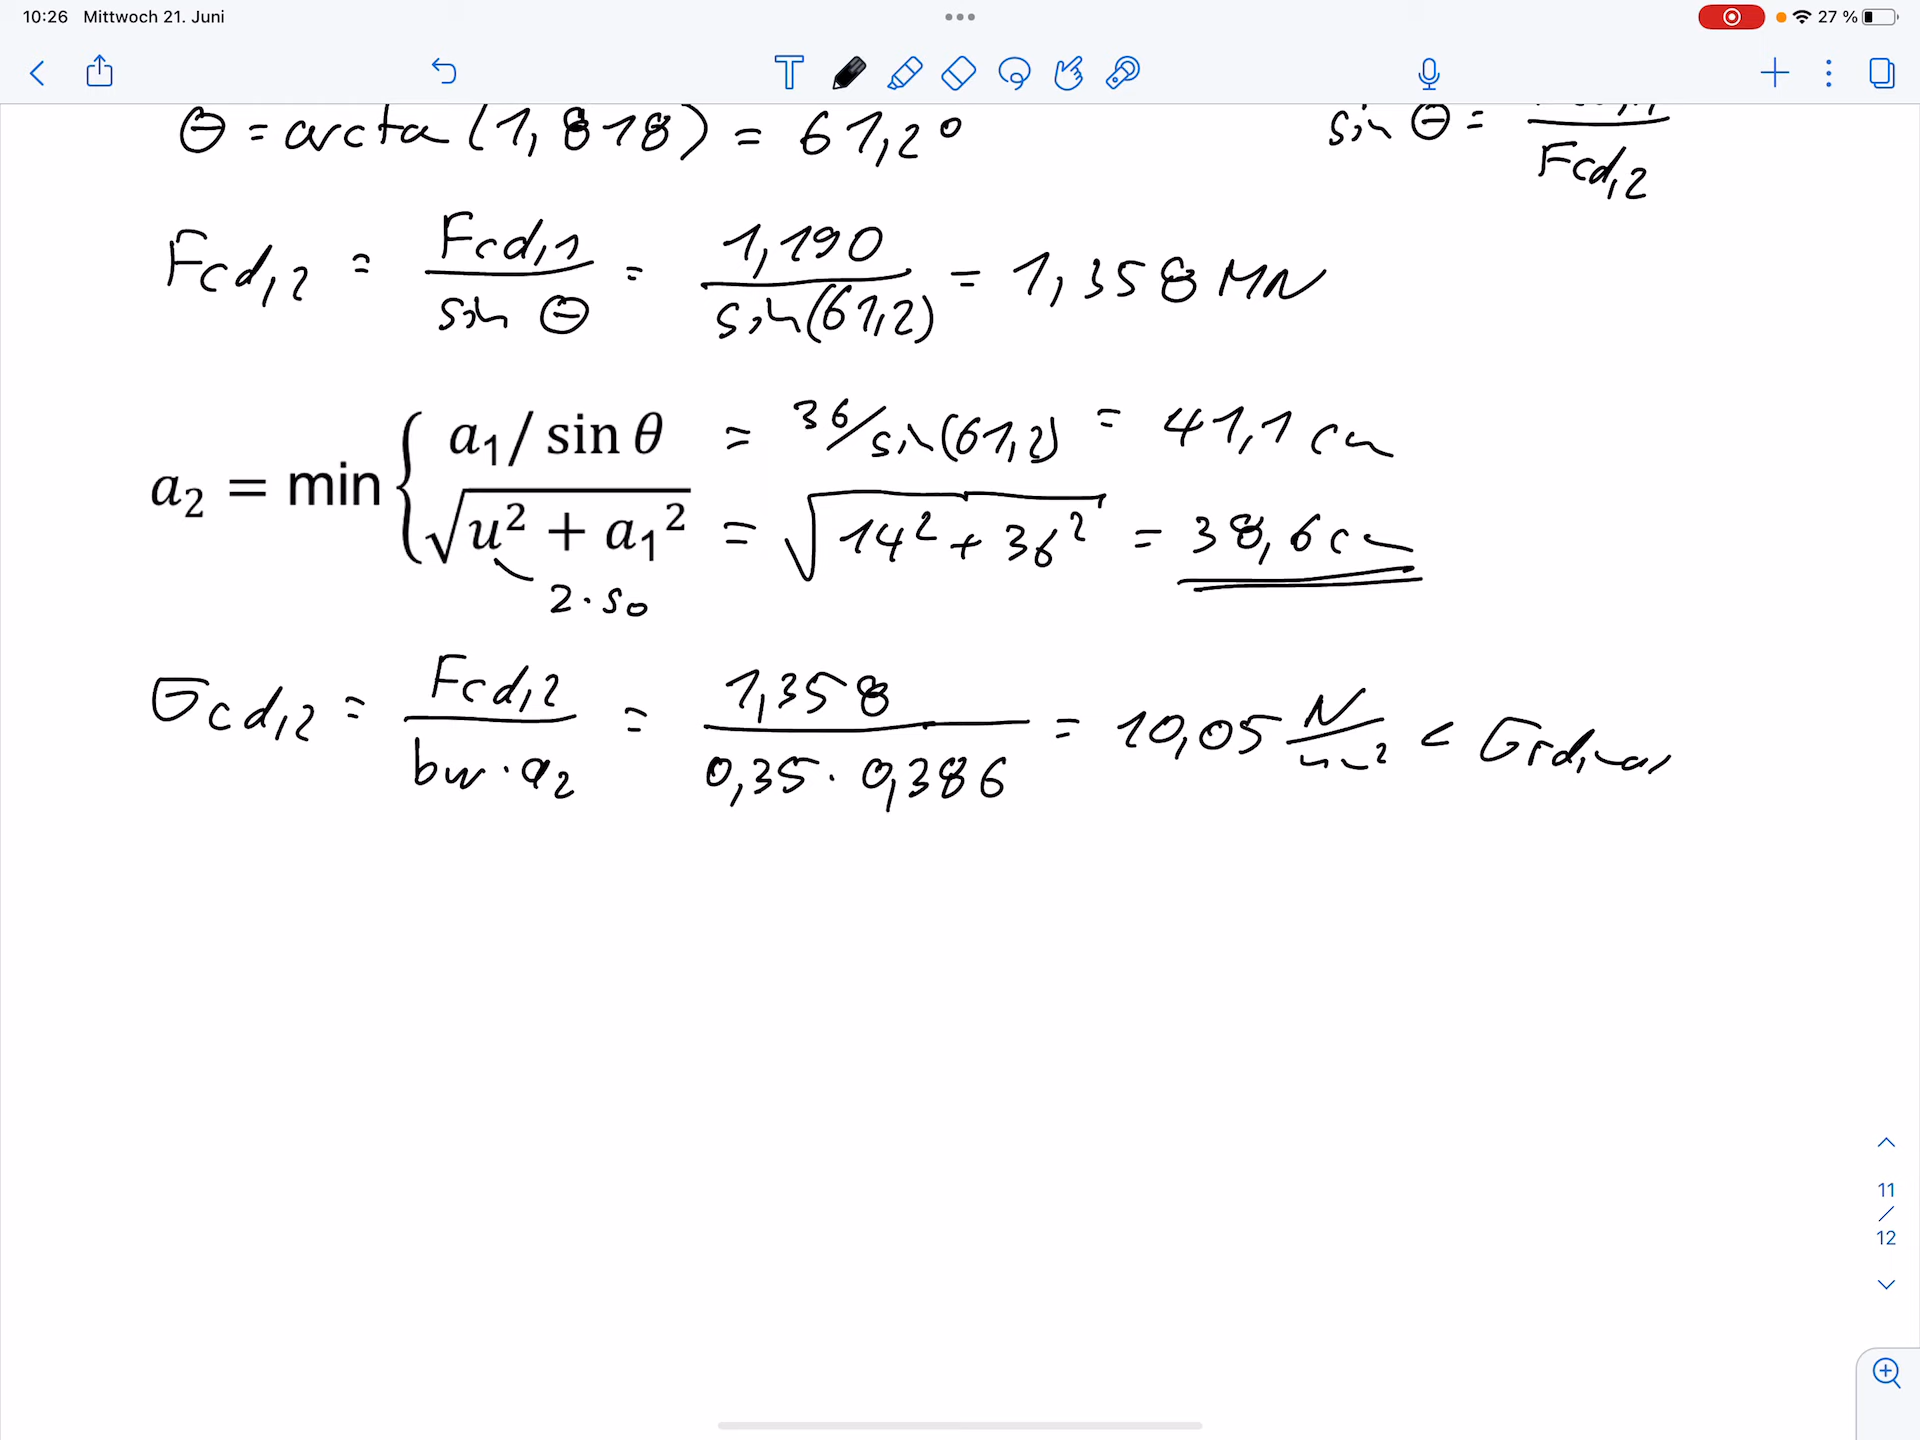 10:26 Mittwoch 21. Juni 27 %
Θ = arcta(1,818) = 61,2°
sin Θ = / Fcd,2
Fcd,2 = Fcd,1 / sin Θ = 1,190 / sin(61,2) = 1,358 MN
a₂ = min { a₁/ sin θ = 36/sin(61,2) = 41,1 cm
√(u² + a₁²) = √(14² + 36²) = 38,6 cm
2·s₀
σcd,2 = Fcd,2 / bw·a₂ = 1,358 / 0,35·0,386 = 10,05 N/mm² < σrd,max
11
/
12